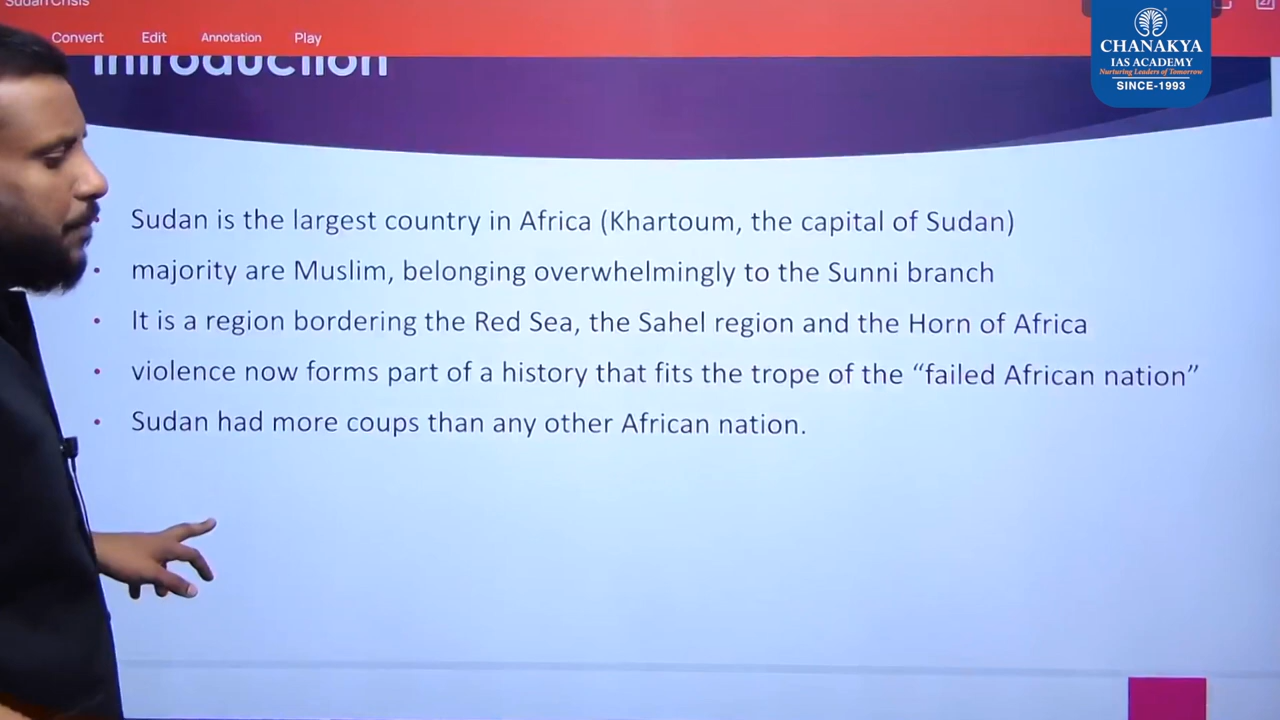 Sudan Crisis
Convert Edit Annotation Play
CHANAKYA
IAS ACADEMY
Nurturing Leaders of Tomorrow
SINCE-1993
Introduction
Sudan is the largest country in Africa (Khartoum, the capital of Sudan)
• majority are Muslim, belonging overwhelmingly to the Sunni branch
• It is a region bordering the Red Sea, the Sahel region and the Horn of Africa
• violence now forms part of a history that fits the trope of the “failed African nation”
• Sudan had more coups than any other African nation.